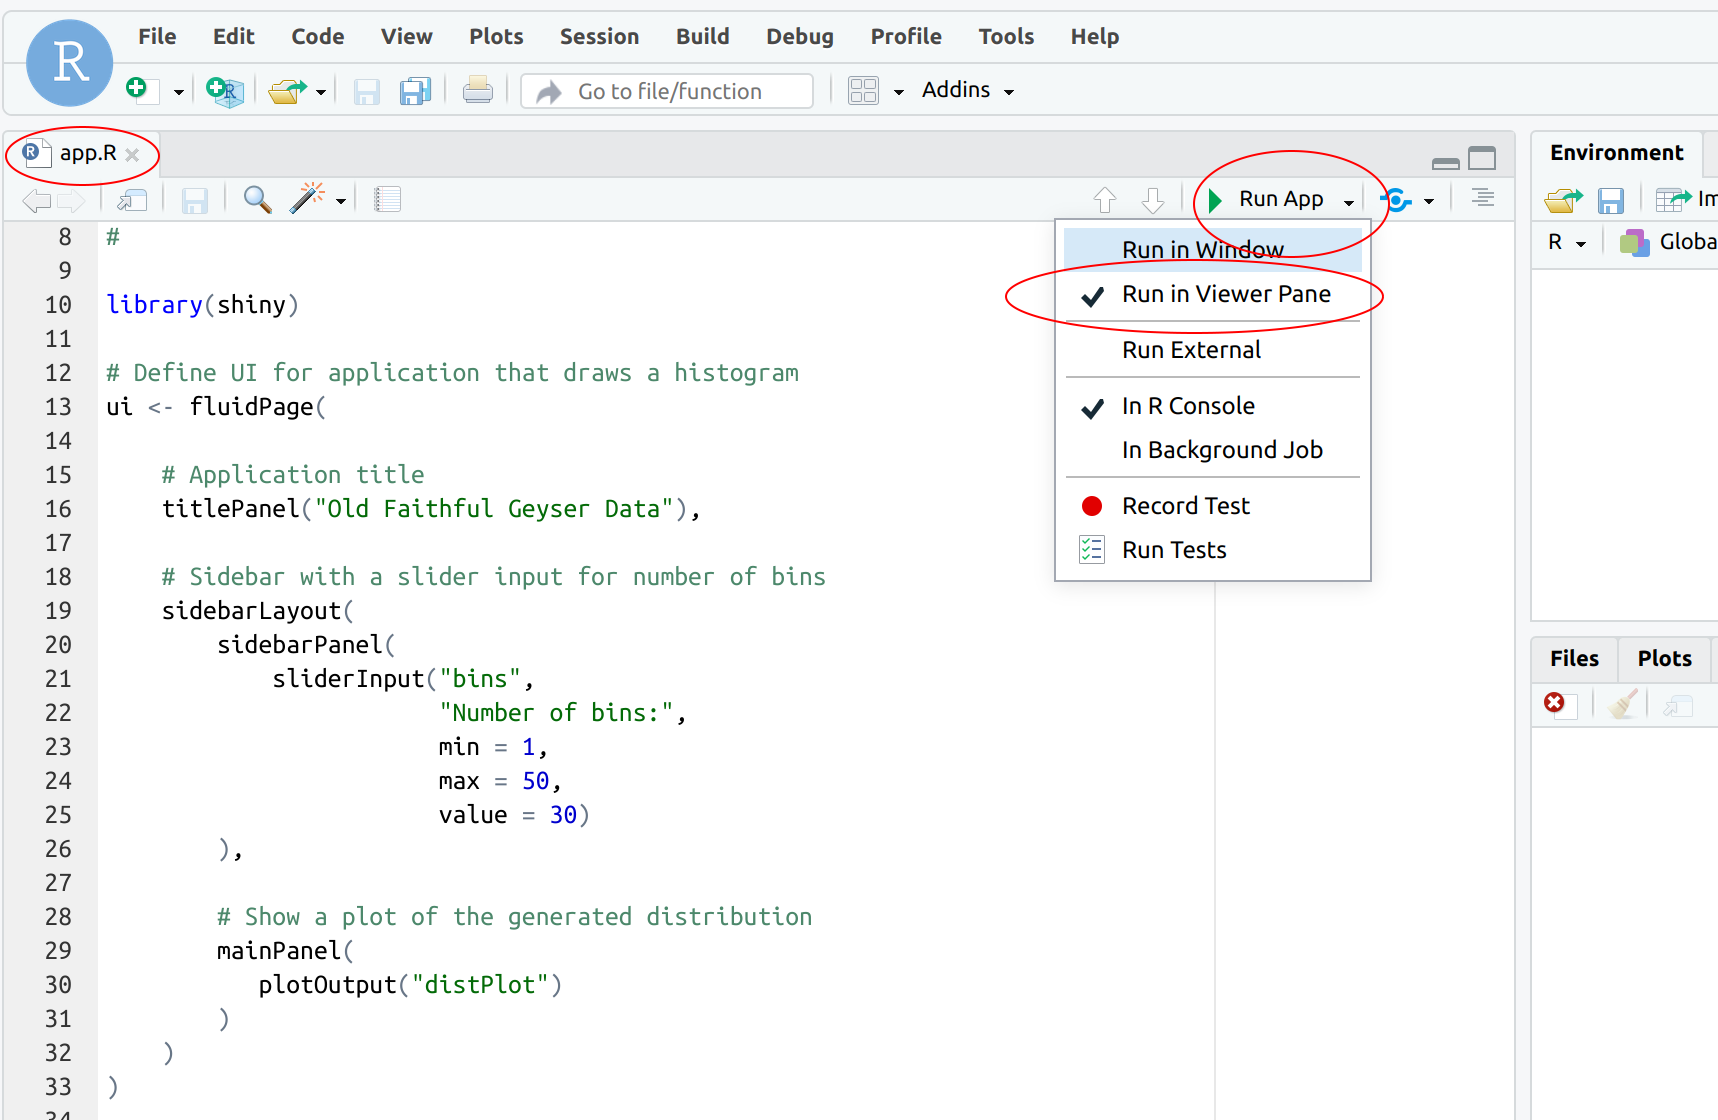 R
File Edit Code View Plots Session Build Debug Profile Tools Help
R Go to file/function Addins
R app.R
Run App
Run in Window
Run in Viewer Pane
Run External
In R Console
In Background Job
Record Test
Run Tests
8 #
9
10 library(shiny)
11
12 # Define UI for application that draws a histogram
13 ui <- fluidPage(
14
15     # Application title
16     titlePanel("Old Faithful Geyser Data"),
17
18     # Sidebar with a slider input for number of bins
19     sidebarLayout(
20         sidebarPanel(
21             sliderInput("bins",
22                         "Number of bins:",
23                         min = 1,
24                         max = 50,
25                         value = 30)
26         ),
27
28         # Show a plot of the generated distribution
29         mainPanel(
30            plotOutput("distPlot")
31         )
32     )
33 )
34
Environment
Im
R Globa
Files Plots